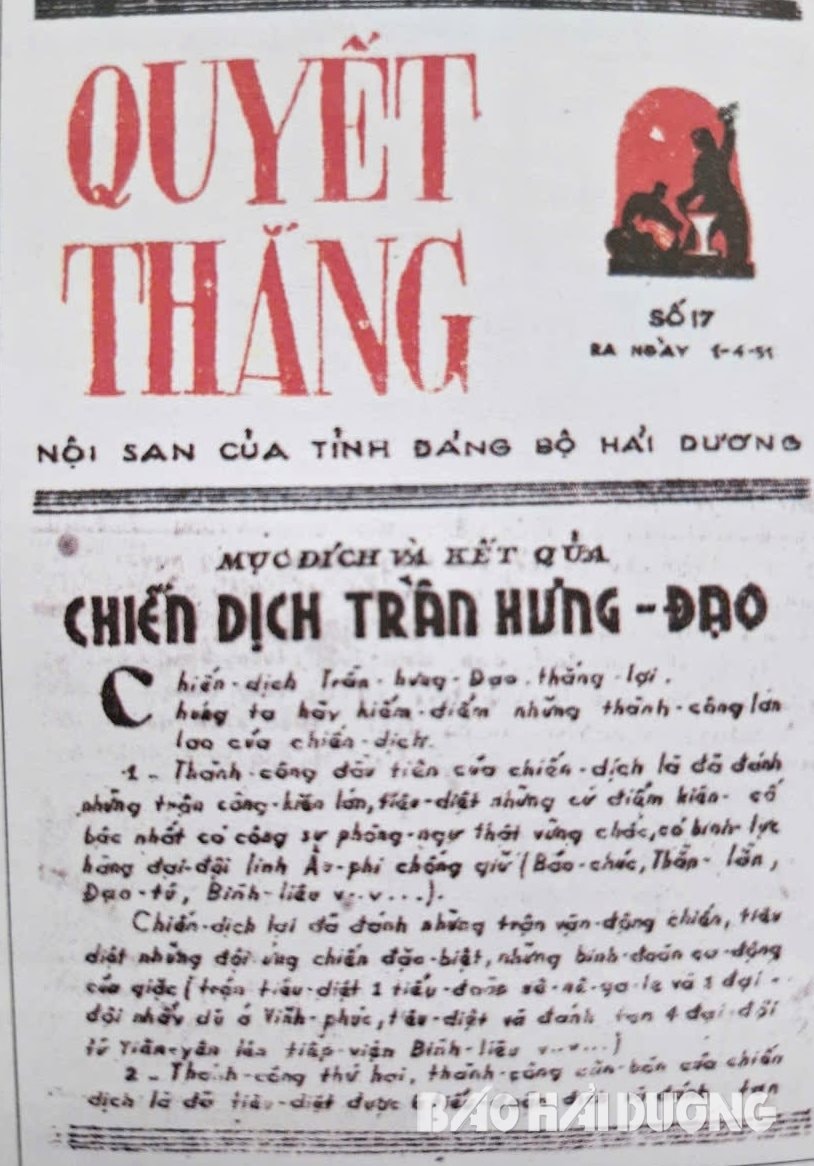 QUYẾT
THẮNG
SỐ 17
RA NGÀY 1-4-51
NỘI SAN CỦA TỈNH ĐẢNG BỘ HẢI DƯƠNG
MỤC ĐÍCH VÀ KẾT QỦA
CHIẾN DỊCH TRẦN HƯNG-ĐẠO
Chiến-dịch Trần-hưng-Đạo thắng-lợi.
Chúng ta hãy kiểm-điểm những thành-công lớn
lao của chiến-dịch.
1- Thành-công đầu tiên của chiến-dịch là đã đánh
những trận công-kiên lớn, tiêu-diệt những cứ điểm kiên-cố
bậc nhất có công sự phòng-ngự thật vững chắc, có binh-lực
hàng đại-đội lính Âu-phi chống giữ (Báo-chúc, Thằn-lằn,
Đạo-tú, Bình-liêu v..v...).
Chiến-dịch lại đã đánh những trận vận-động chiến, tiêu
diệt những đội ứng chiến đặc-biệt, những binh-đoàn cơ-động
của giặc (trận tiêu-diệt 1 tiểu-đoàn sê-nê-ga-le và 1 đại-
đội nhẩy dù ở Vĩnh-phúc, tiêu-diệt và đánh tan 4 đại-đội
từ Tiên-yên lên tiếp-viện Bình-liêu v..v...)
2- Thành-công thứ hai, thành-công căn-bản của chiến
dịch là đã tiêu-diệt được
BÁO HẢI DƯƠNG